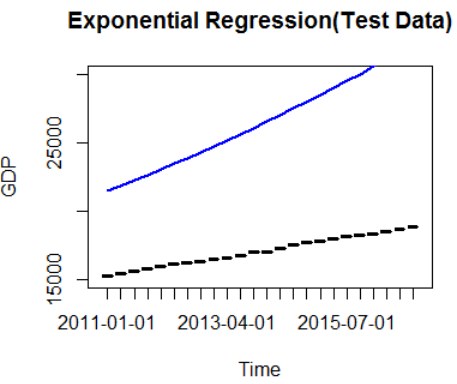 Exponential Regression(Test Data)
GDP
25000
15000
2011-01-01 2013-04-01 2015-07-01
Time